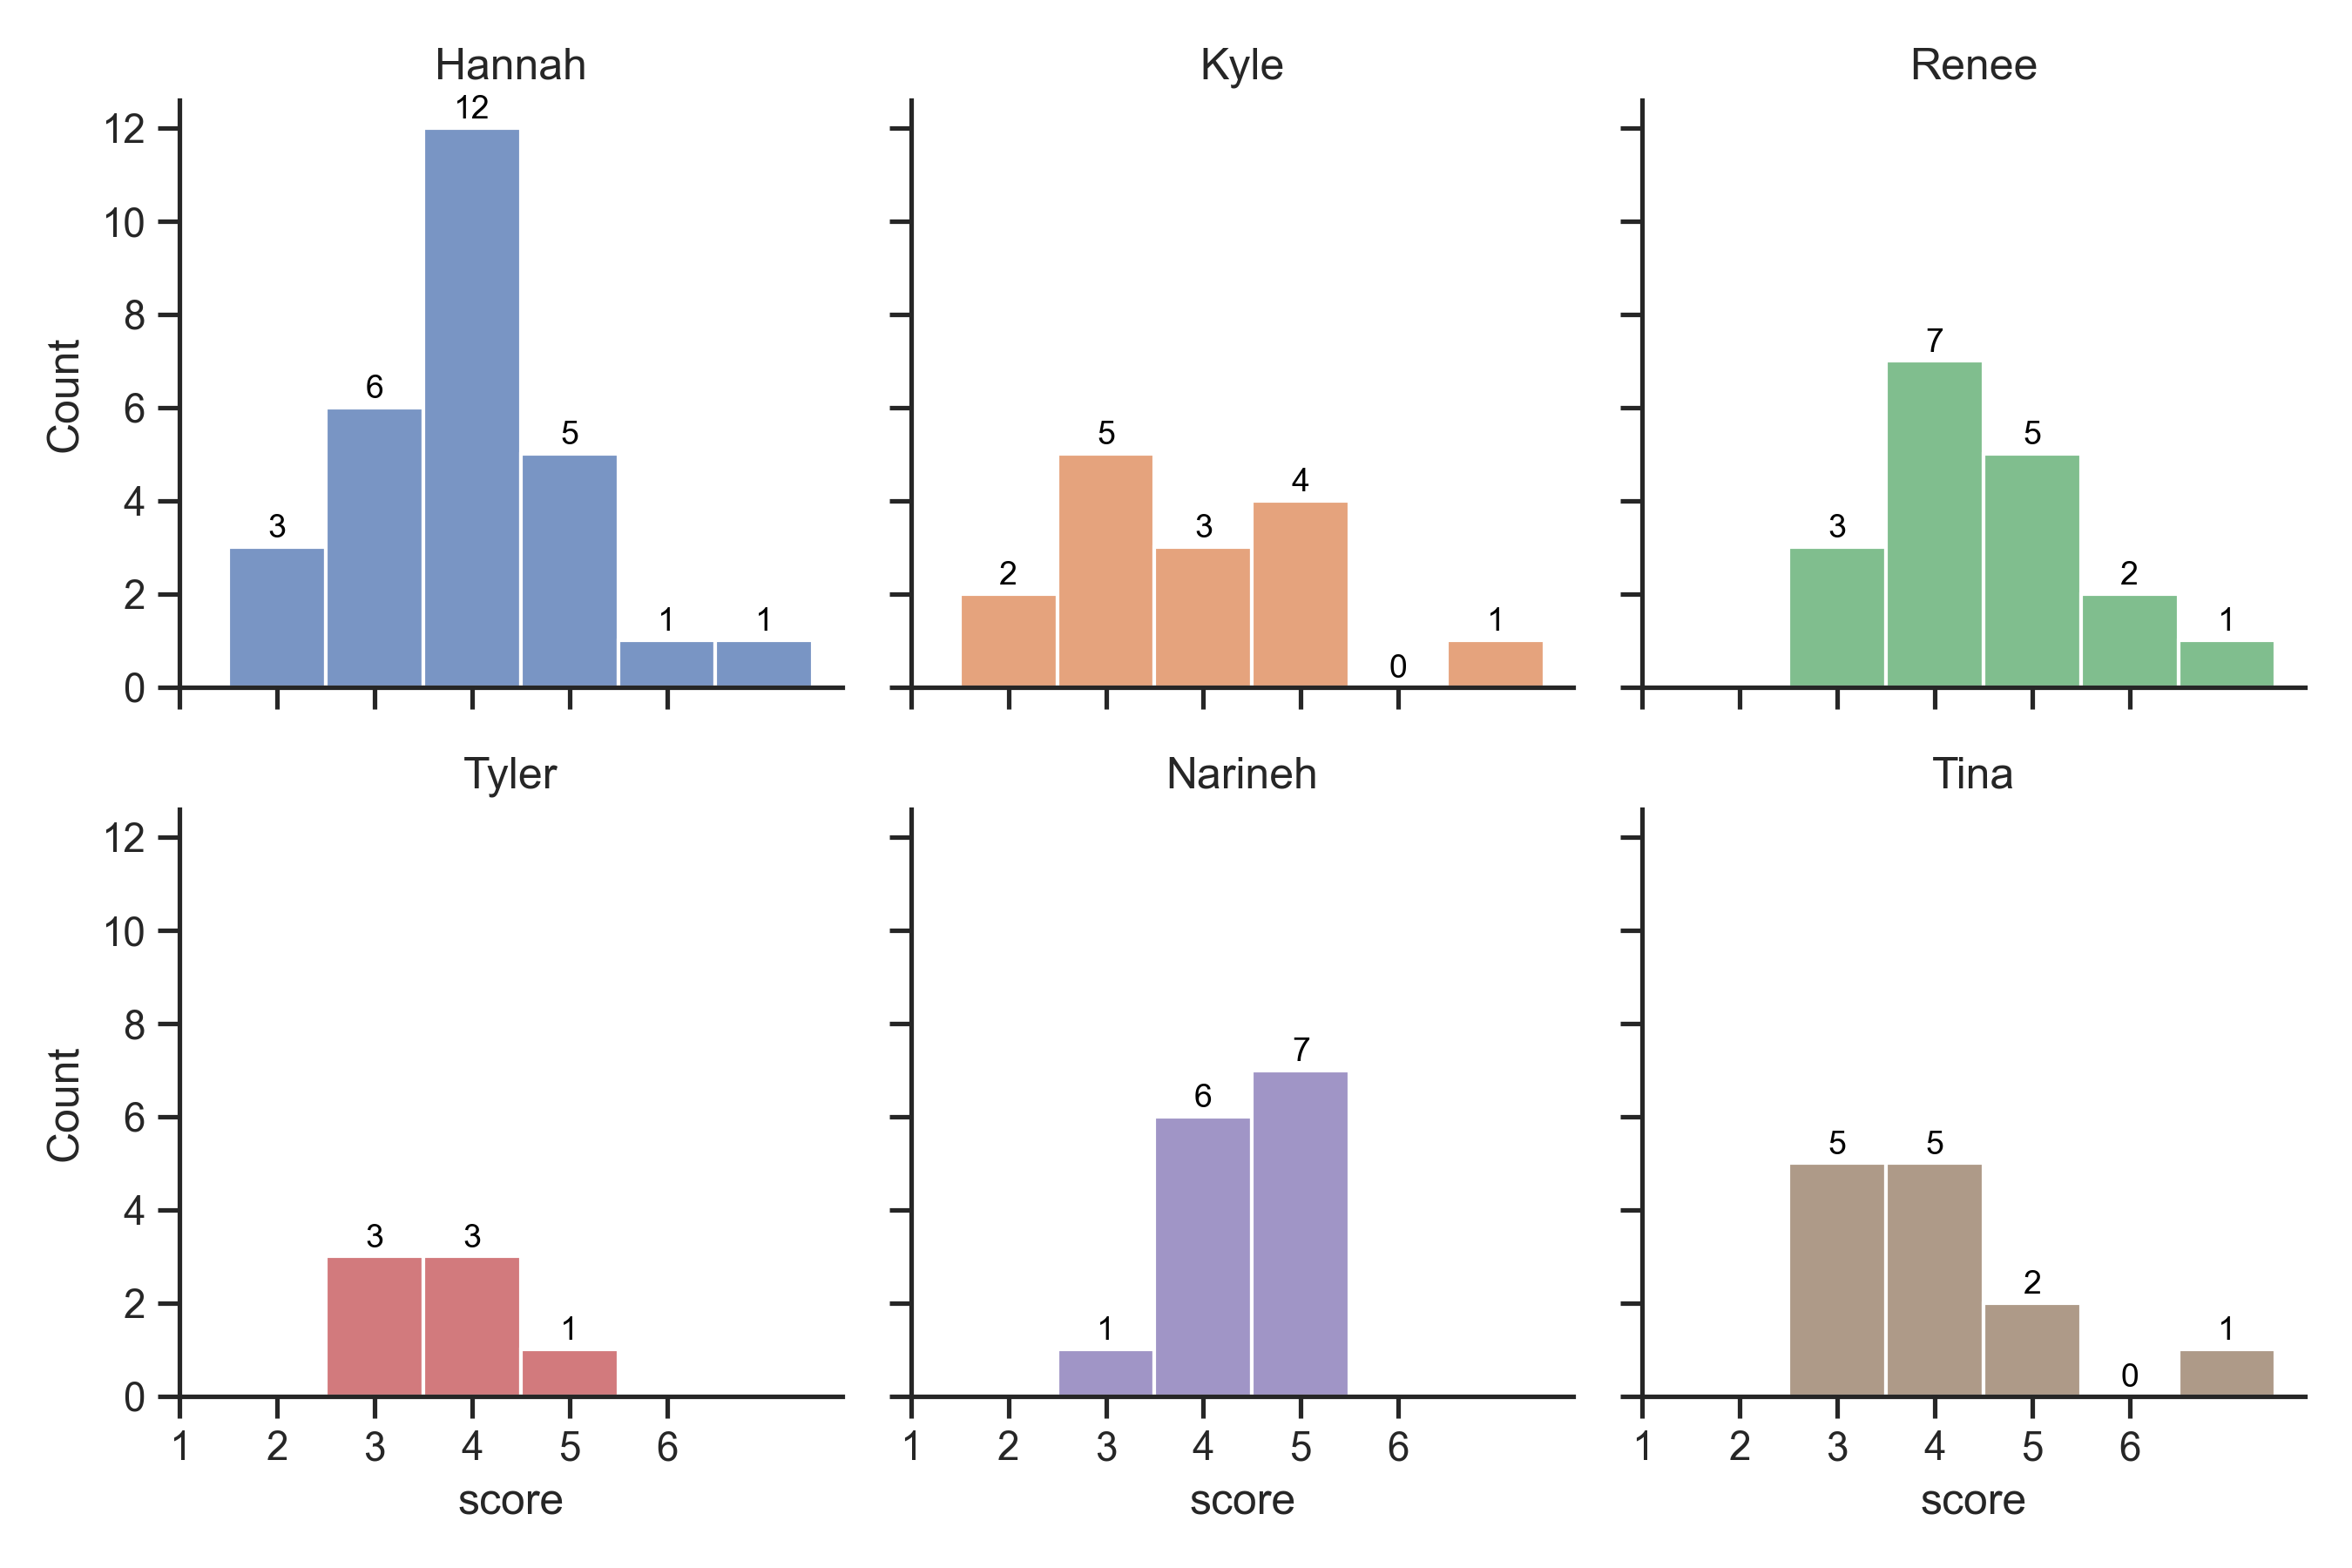 Hannah Kyle Renee
12
12
10
8
7
6 6
5 5 5
4 4
3 3 3
2 2 2
1 1 1 1
0 0
Count
Tyler Narineh Tina
12
10
8
7
6 6
5 5
4
3 3
2 2
1 1 1
0 0
Count
1 2 3 4 5 6 1 2 3 4 5 6 1 2 3 4 5 6
score score score